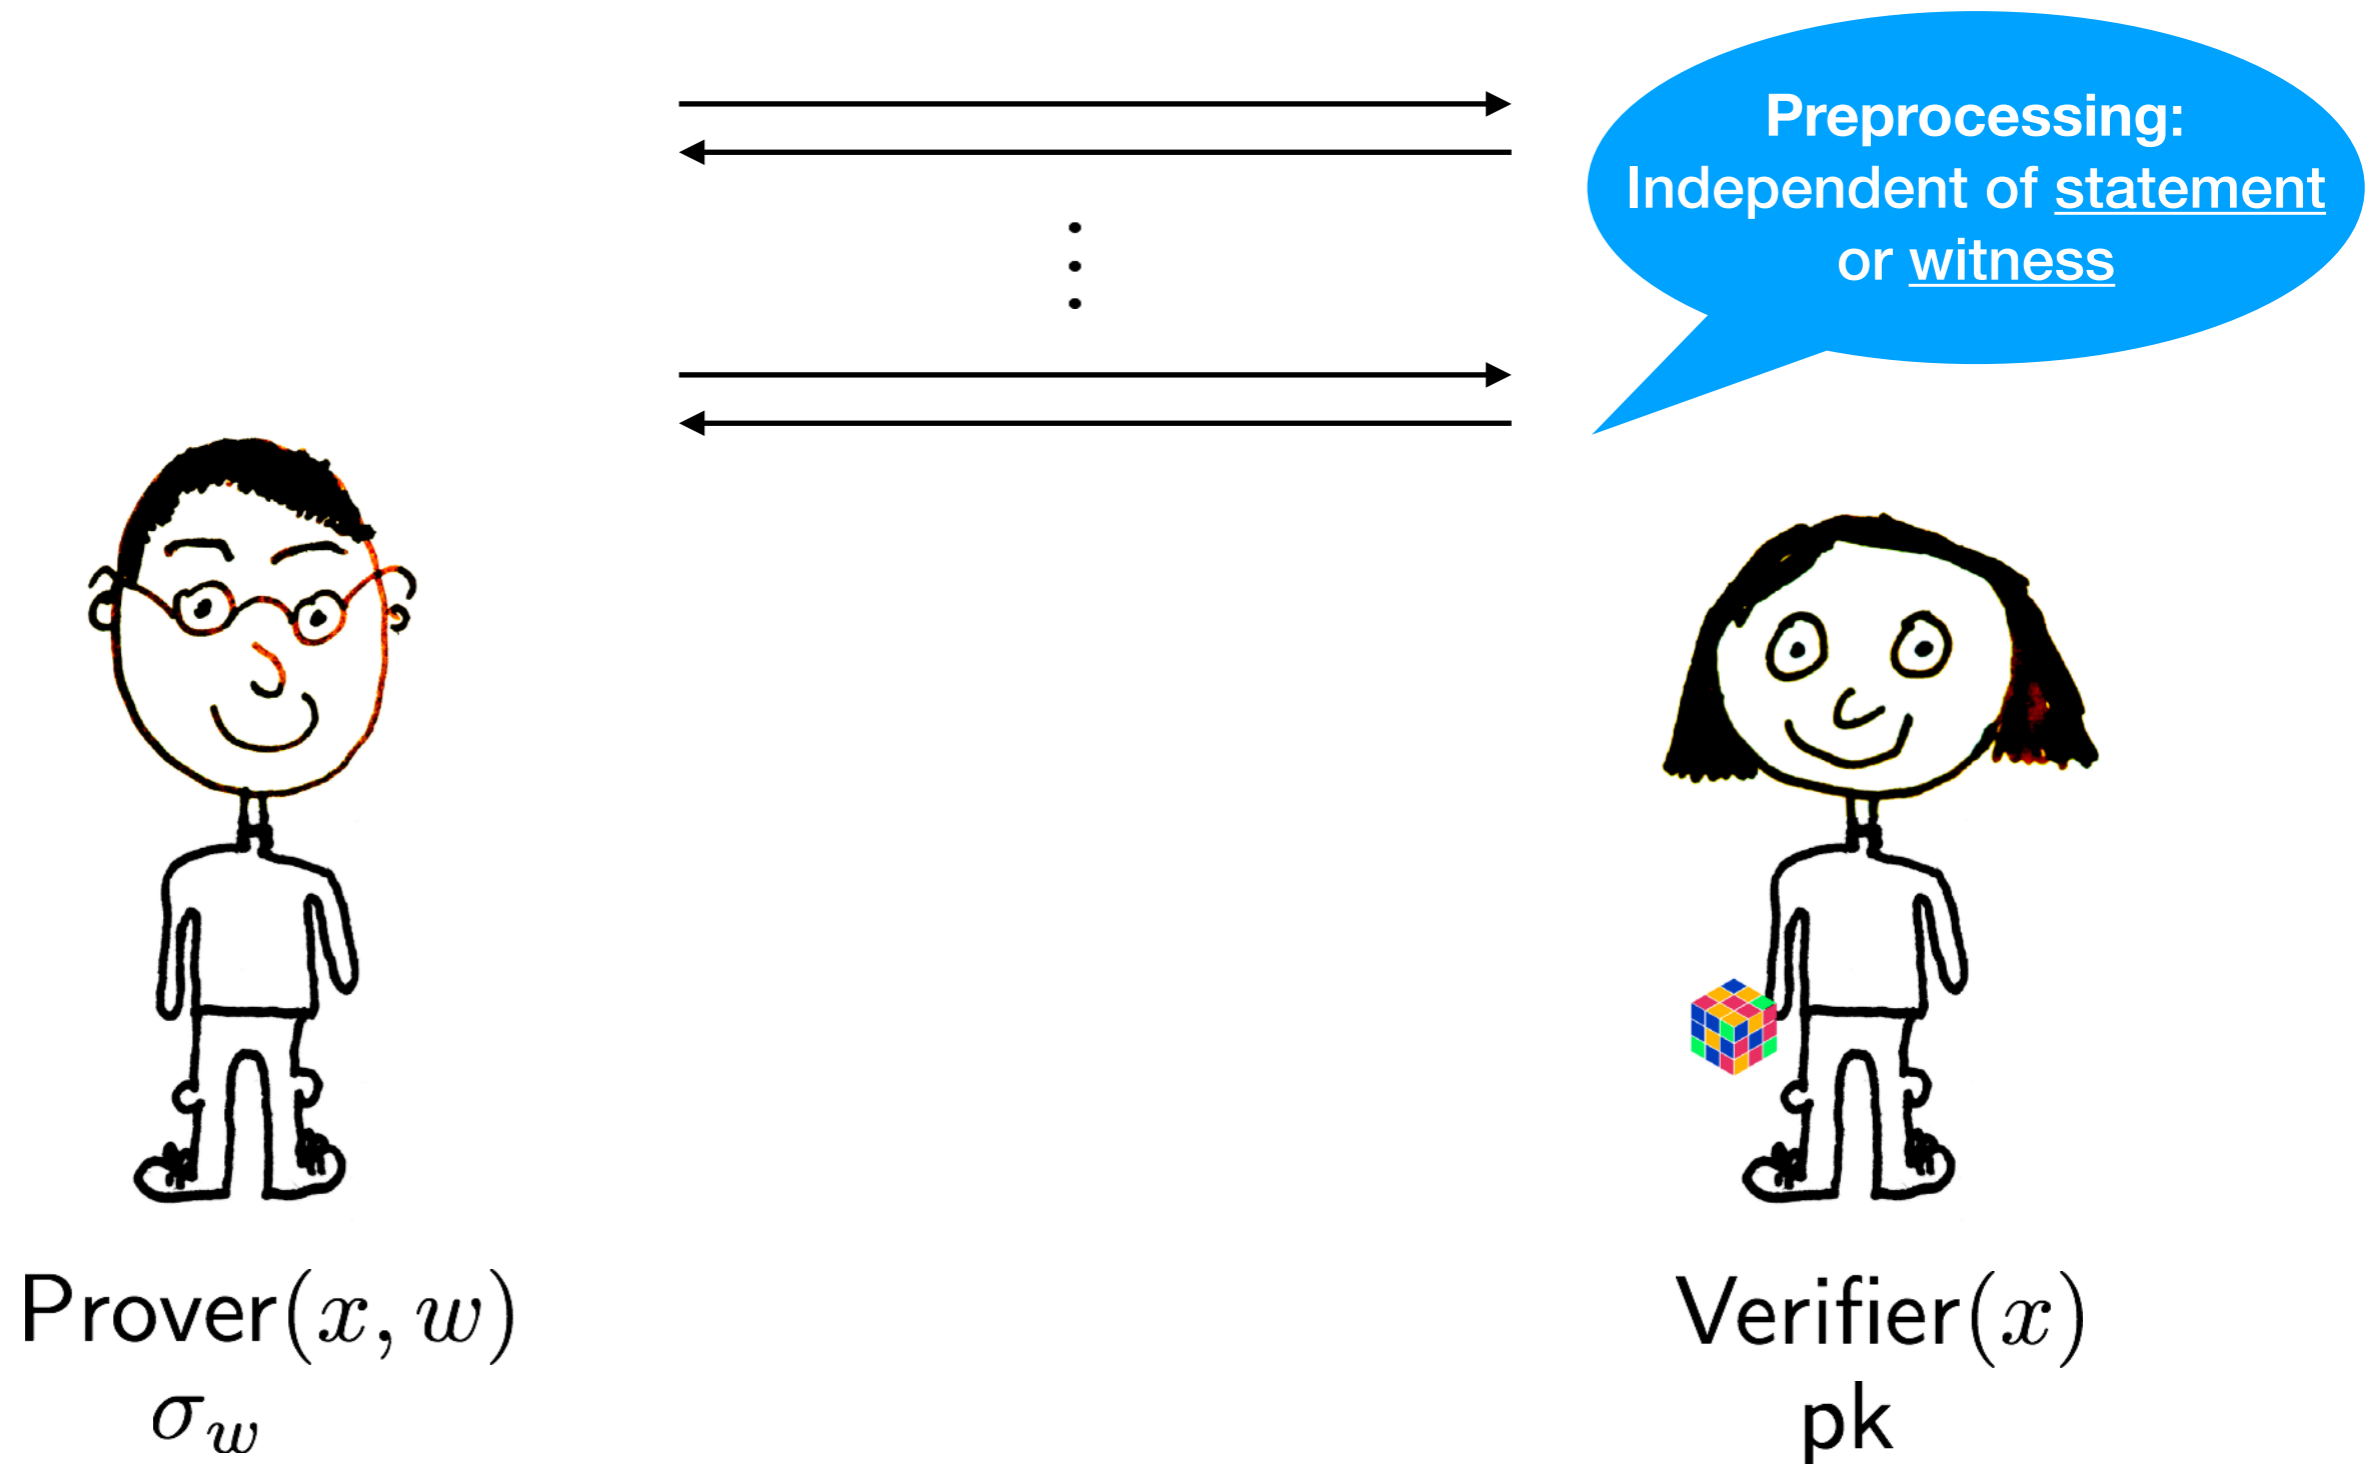 Preprocessing:
Independent of statement
or witness
Prover(x, w)
σ_w
Verifier(x)
pk